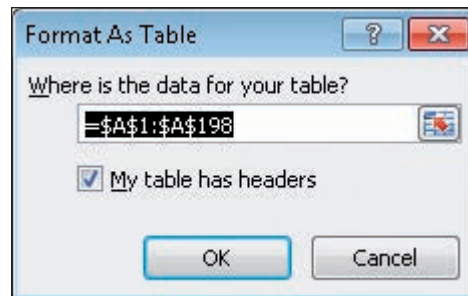 Format As Table
?
Where is the data for your table?
=$A$1:$A$198
My table has headers
OK
Cancel